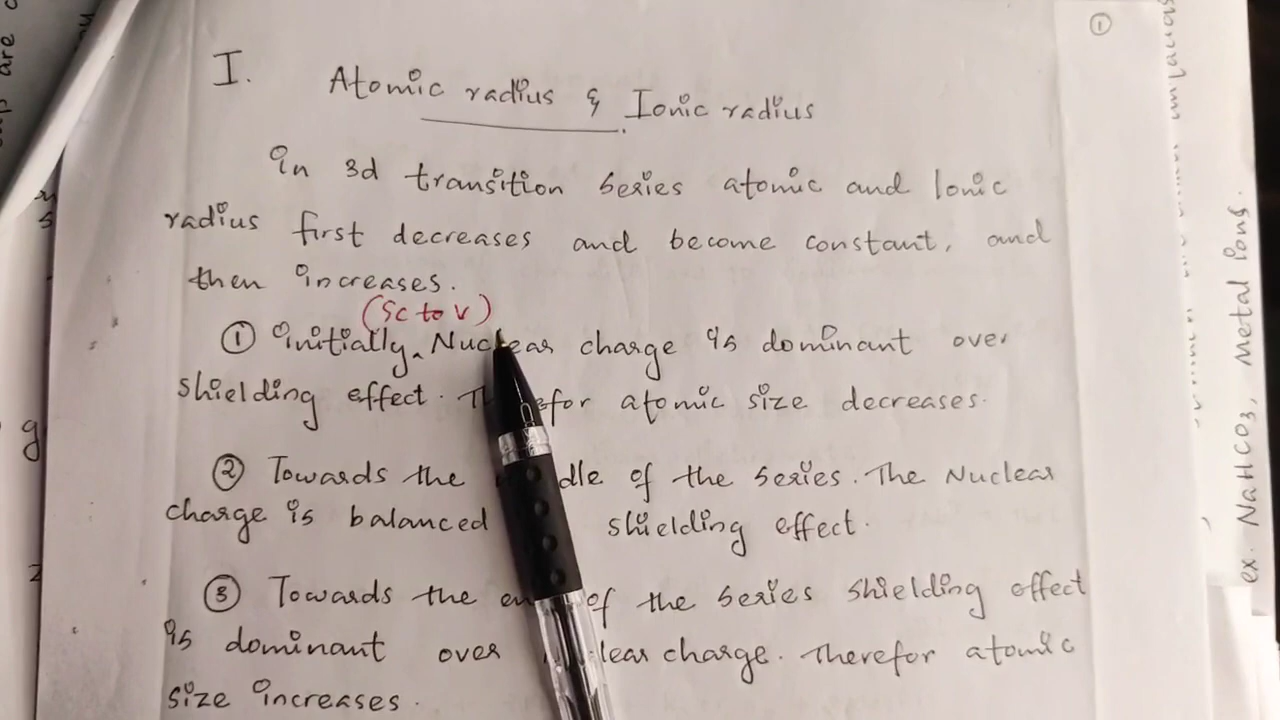 ①
I. Atomic radius & Ionic radius
In 3d transition series atomic and Ionic
radius first decreases and become constant, and
then increases.
(Sc to V)
① initially, Nuclear charge is dominant over
shielding effect. atomic size decreases.
② Towards the of the series. The Nuclear
charge is balanced shielding effect.
③ Towards the of the series shielding effect
is dominant over charge. Therefor atomic
size increases.
ex. NaHCO3, Metal